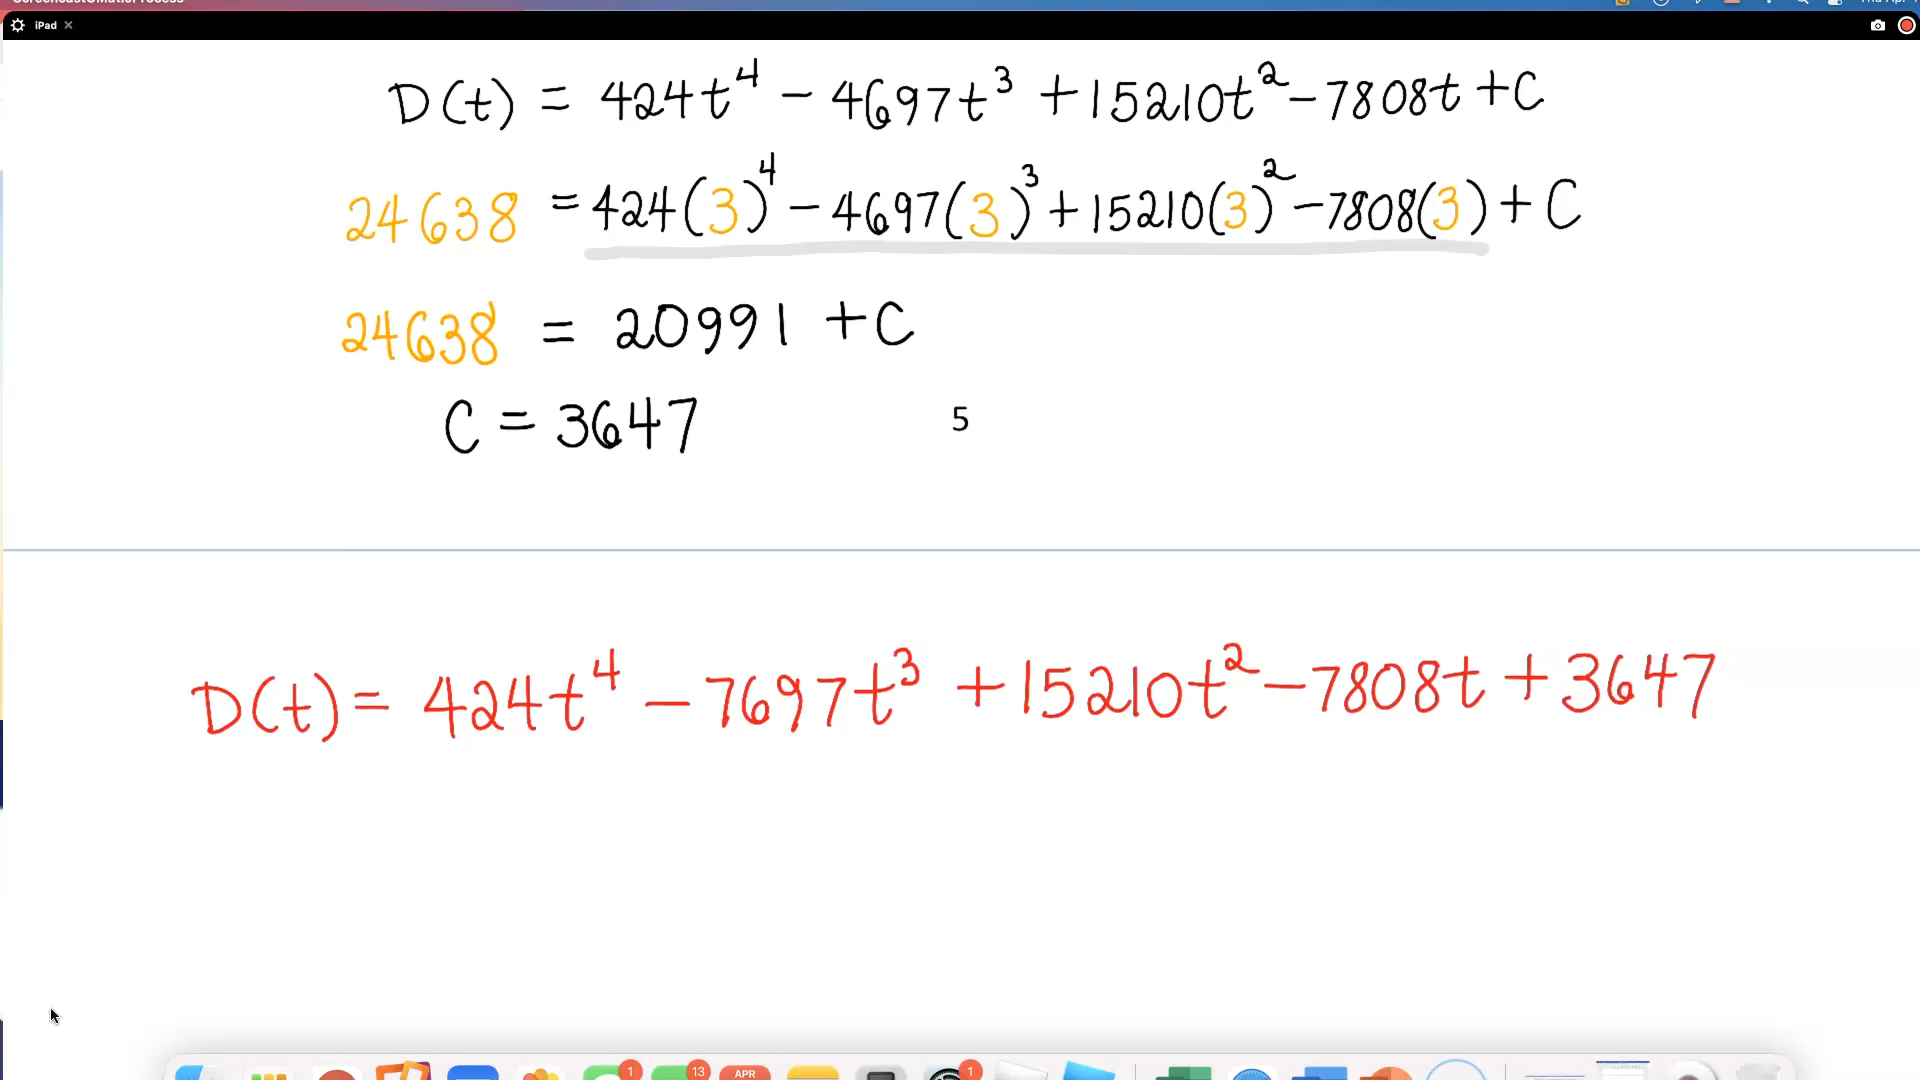 iPad
D(t) = 424t⁴ - 4697t³ + 15210t² - 7808t + C
24638 = 424(3)⁴ - 4697(3)³ + 15210(3)² - 7808(3) + C
24638 = 20991 + C
C = 3647
5
D(t) = 424t⁴ - 7697t³ + 15210t² - 7808t + 3647
1
13
APR
1